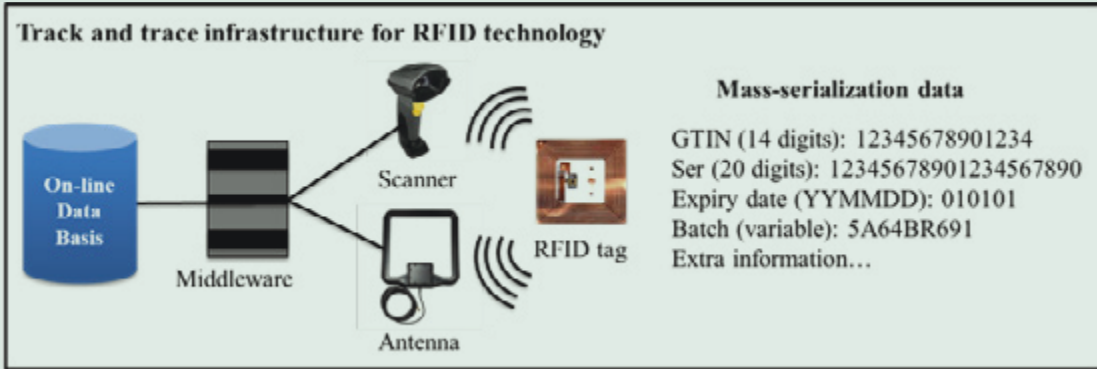 Track and trace infrastructure for RFID technology
On-line
Data
Basis
Middleware
Scanner
Antenna
RFID tag
Mass-serialization data
GTIN (14 digits): 12345678901234
Ser (20 digits): 12345678901234567890
Expiry date (YYMMDD): 010101
Batch (variable): 5A64BR691
Extra information…